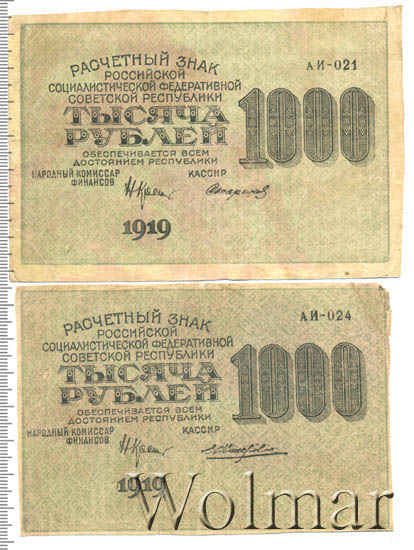 РАСЧЕТНЫЙ ЗНАК
РОССИЙСКОЙ
СОЦИАЛИСТИЧЕСКОЙ ФЕДЕРАТИВНОЙ
СОВЕТСКОЙ РЕСПУБЛИКИ
ТЫСЯЧА
РУБЛЕЙ
ОБЕСПЕЧИВАЕТСЯ ВСЕМ
ДОСТОЯНИЕМ РЕСПУБЛИКИ
НАРОДНЫЙ КОМИССАР
ФИНАНСОВ
КАССИР
1919
АИ-021
1000
РАСЧЕТНЫЙ ЗНАК
РОССИЙСКОЙ
СОЦИАЛИСТИЧЕСКОЙ ФЕДЕРАТИВНОЙ
СОВЕТСКОЙ РЕСПУБЛИКИ
ТЫСЯЧА
РУБЛЕЙ
ОБЕСПЕЧИВАЕТСЯ ВСЕМ
ДОСТОЯНИЕМ РЕСПУБЛИКИ
НАРОДНЫЙ КОМИССАР
ФИНАНСОВ
КАССИР
1919
АИ-024
1000
Wolmar